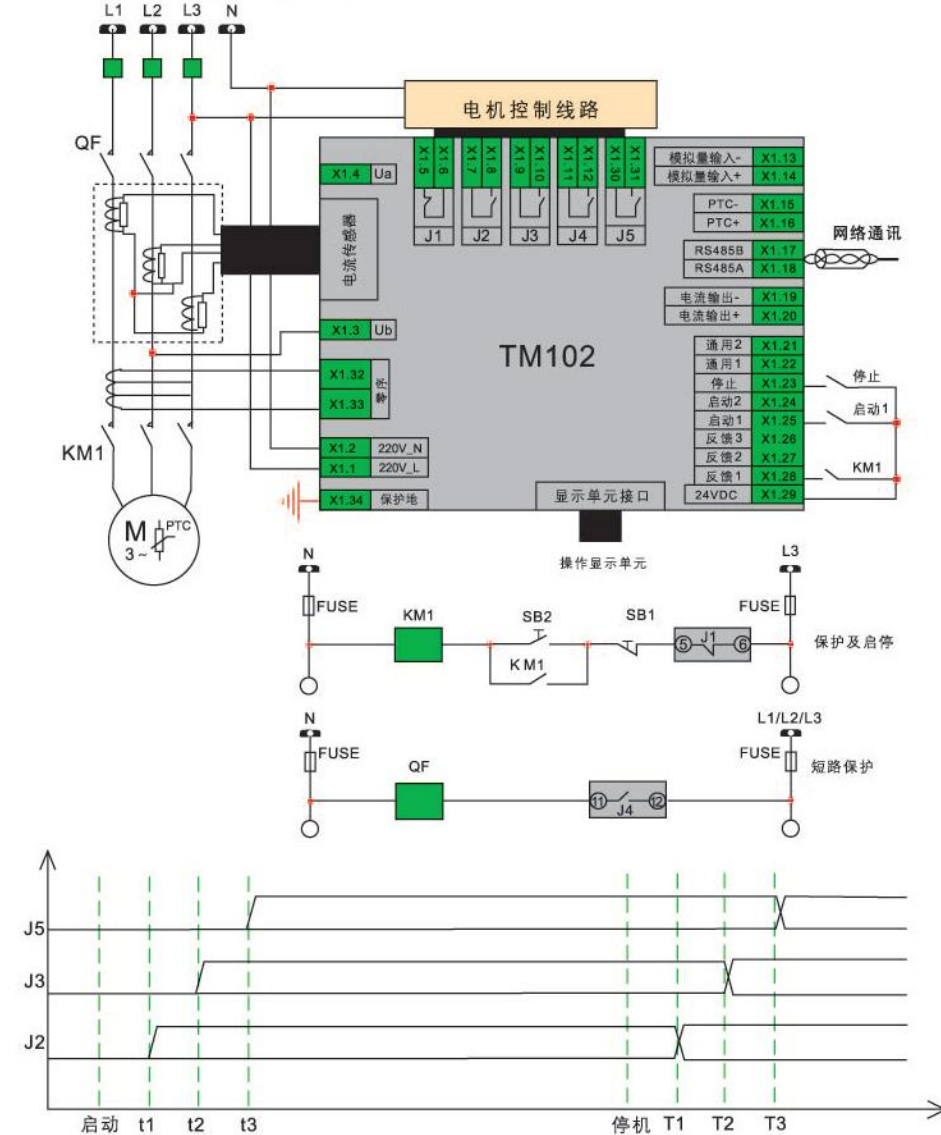 L1 L2 L3 N
电机控制线路
QF
X1.5 X1.6 X1.7 X1.8 X1.9 X1.10 X1.11 X1.12 X1.30 X1.31
J1 J2 J3 J4 J5
X1.4 Ua
电流传感器
X1.3 Ub
X1.32
X1.33
零序
X1.2 220V_N
X1.1 220V_L
X1.34 保护地
KM1
M
3~
PTC
TM102
模拟量输入- X1.13
模拟量输入+ X1.14
PTC- X1.15
PTC+ X1.16
RS485B X1.17
RS485A X1.18
网络通讯
电流输出- X1.19
电流输出+ X1.20
通用2 X1.21
通用1 X1.22
停止 X1.23 停止
启动2 X1.24
启动1 X1.25 启动1
反馈3 X1.26
反馈2 X1.27
反馈1 X1.28 KM1
24VDC X1.29
显示单元接口
操作显示单元
N L3
FUSE KM1 SB2 SB1 FUSE
KM1
5 J1 6
保护及启停
N L1/L2/L3
FUSE QF FUSE
11 J4 12
短路保护
J5
J3
J2
启动 t1 t2 t3 停机 T1 T2 T3